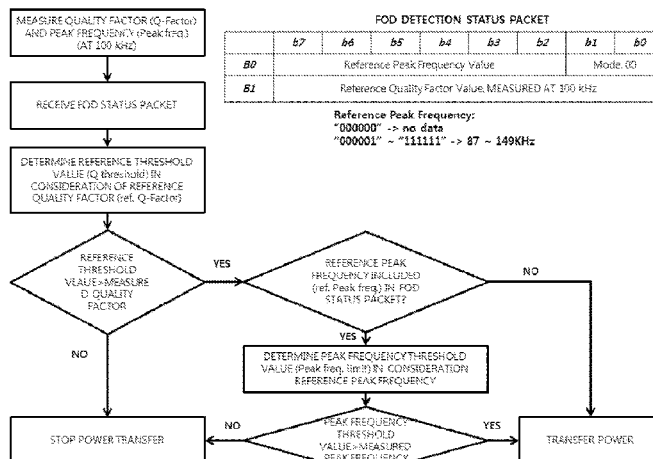 MEASURE QUALITY FACTOR (Q-Factor)
AND PEAK FREQUENCY (Peak freq.)
(AT 100 kHz)
RECEIVE FOD STATUS PACKET
DETERMINE REFERENCE THRESHOLD
VALUE (Q threshold) IN
CONSIDERATION OF REFERENCE
QUALITY FACTOR (ref. Q-Factor)
REFERENCE
THRESHOLD
VLAUE>MEASURE
D QUALITY
FACTOR
YES
NO
FOD DETECTION STATUS PACKET
b7 b6 b5 b4 b3 b2 b1 b0
B0 Reference Peak Frequency Value Mode: 00
B1 Reference Quality Factor Value, MEASURED AT 100 kHz
Reference Peak Frequency:
"000000" -> no data
"000001" ~ "111111" -> 87 ~ 149KHz
REFERENCE PEAK
FREQUENCY INCLUDED
(ref. Peak freq.) IN FOD
STATUS PACKET?
NO
YES
DETERMINE PEAK FREQUENCY THRESHOLD
VALUE (Peak freq. limit) IN CONSIDERATION
REFERENCE PEAK FREQUENCY
STOP POWER TRANSFER
NO
PEAK FREQUENCY
THRESHOLD
VALUE>MEASURED
PEAK FREQUENCY
YES
TRANSFER POWER